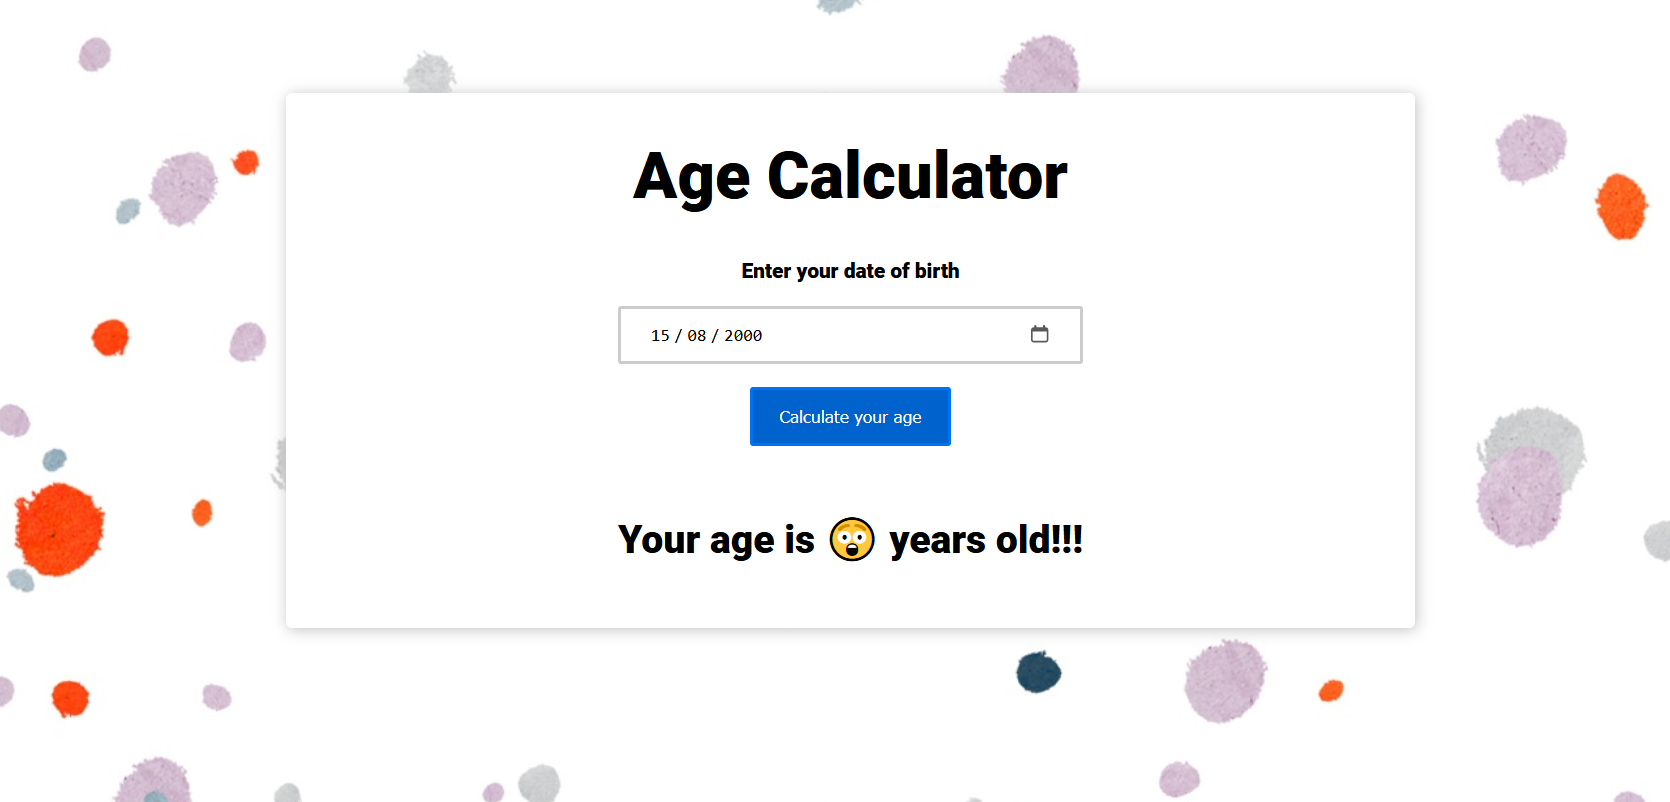 Age Calculator
Enter your date of birth
15 / 08 / 2000
Calculate your age
Your age is 😲 years old!!!